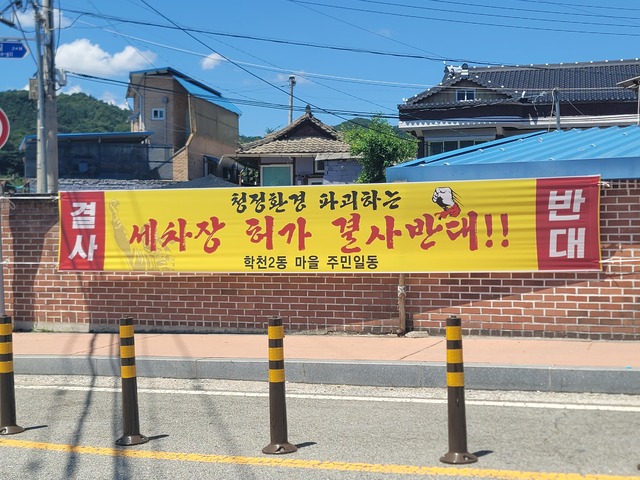 결사
청정환경 파괴하는
세차장 허가 결사반대!!
학천2동 마을 주민일동
반대